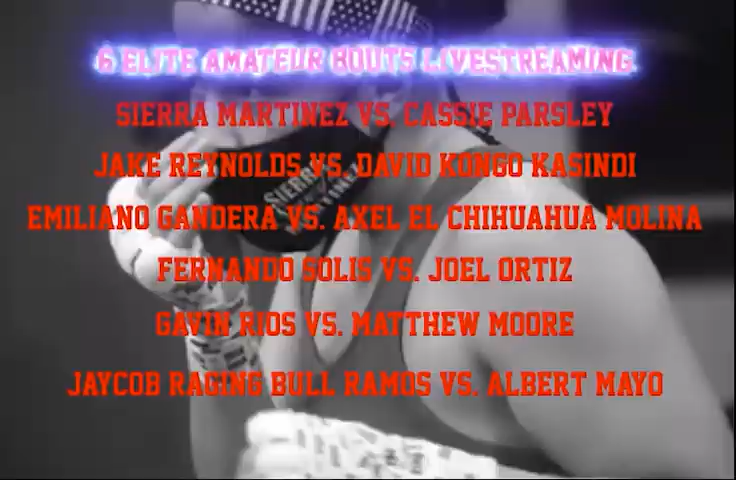 6 ELITE AMATEUR BOUTS LIVESTREAMING.
SIERRA MARTINEZ VS. CASSIE PARSLEY
JAKE REYNOLDS VS. DAVID KONGO KASINDI
SIERRA
MARTINEZ
EMILIANO GANDERA VS. AXEL EL CHIHUAHUA MOLINA
FERNANDO SOLIS VS. JOEL ORTIZ
GAVIN RIOS VS. MATTHEW MOORE
JAYCOB RAGING BULL RAMOS VS. ALBERT MAYO